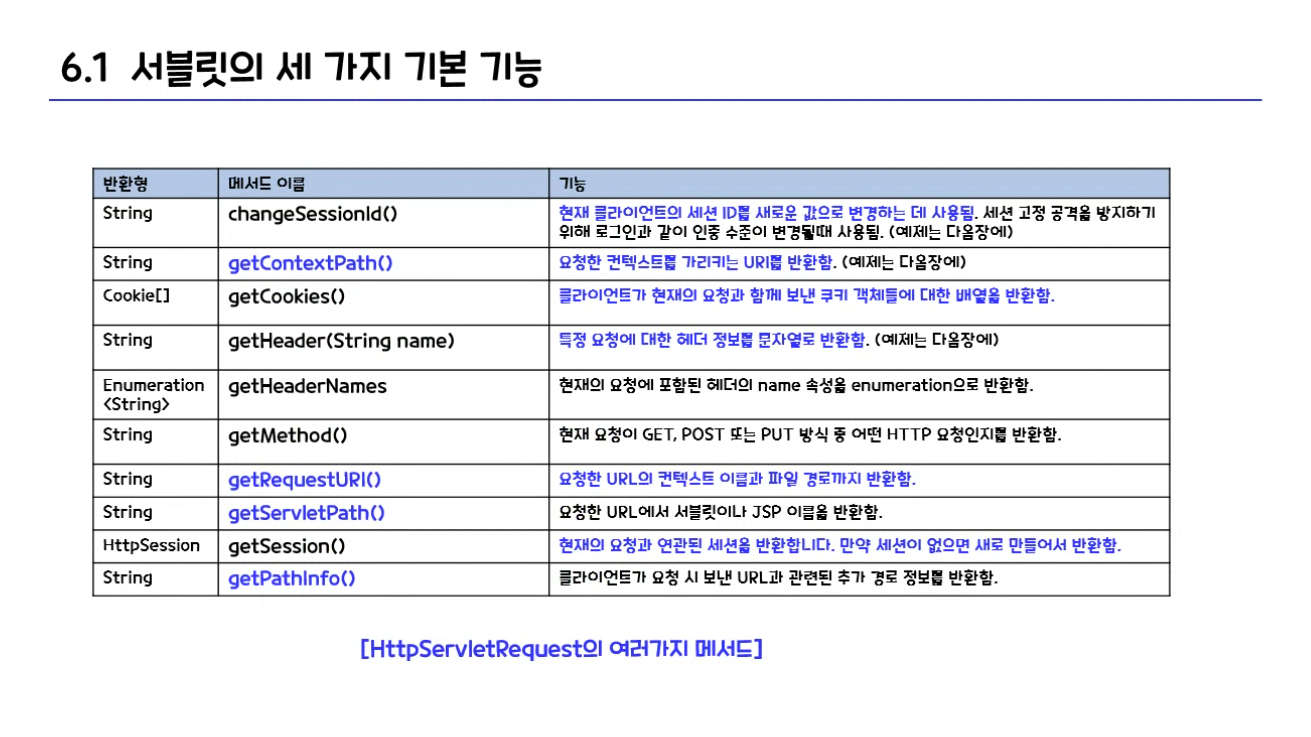 6.1 서블릿의 세 가지 기본 기능
반환형 메서드 이름 기능
String changeSessionId() 현재 클라이언트의 세션 ID를 새로운 값으로 변경하는 데 사용됨. 세션 고정 공격을 방지하기
위해 로그인과 같이 인증 수준이 변경될때 사용됨. (예제는 다음장에)
String getContextPath() 요청한 컨텍스트를 가리키는 URI를 반환함. (예제는 다음장에)
Cookie[] getCookies() 클라이언트가 현재의 요청과 함께 보낸 쿠키 객체들에 대한 배열을 반환함.
String getHeader(String name) 특정 요청에 대한 헤더 정보를 문자열로 반환함. (예제는 다음장에)
Enumeration getHeaderNames 현재의 요청에 포함된 헤더의 name 속성을 enumeration으로 반환함.
<String>
String getMethod() 현재 요청이 GET, POST 또는 PUT 방식 중 어떤 HTTP 요청인지를 반환함.
String getRequestURI() 요청한 URL의 컨텍스트 이름과 파일 경로까지 반환함.
String getServletPath() 요청한 URL에서 서블릿이나 JSP 이름을 반환함.
HttpSession getSession() 현재의 요청과 연관된 세션을 반환합니다. 만약 세션이 없으면 새로 만들어서 반환함.
String getPathInfo() 클라이언트가 요청 시 보낸 URL과 관련된 추가 경로 정보를 반환함.
[HttpServletRequest의 여러가지 메서드]